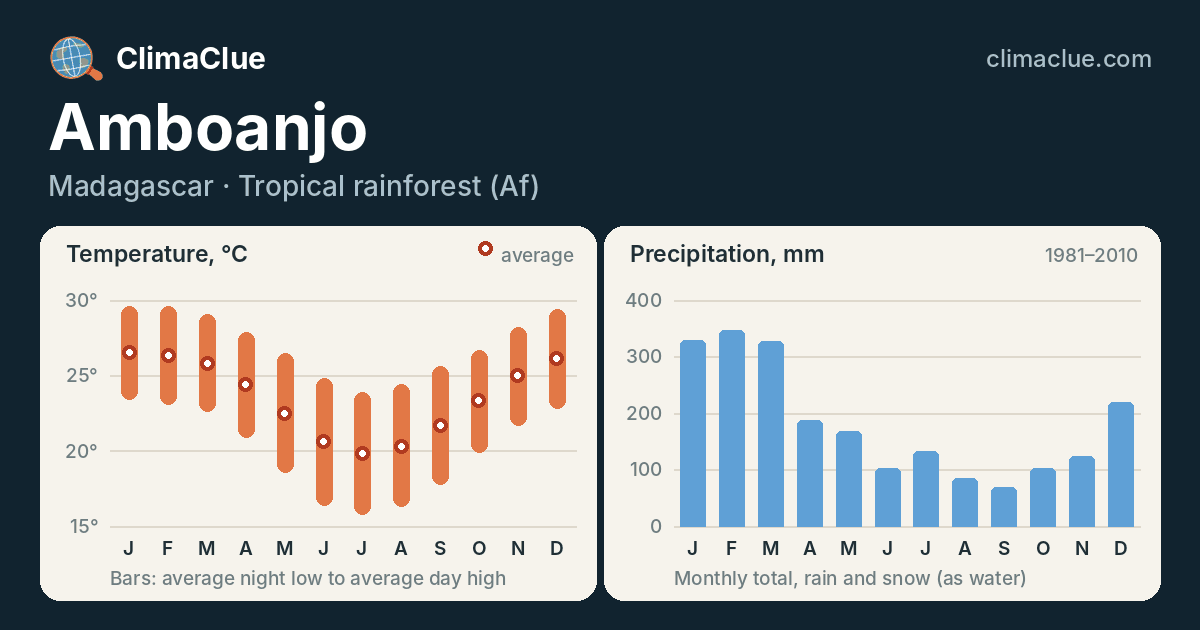 ClimaClue
climaclue.com
Amboanjo
Madagascar · Tropical rainforest (Af)
Temperature, °C
average
30°
25°
20°
15°
J F M A M J J A S O N D
Bars: average night low to average day high
Precipitation, mm
1981–2010
400
300
200
100
0
J F M A M J J A S O N D
Monthly total, rain and snow (as water)